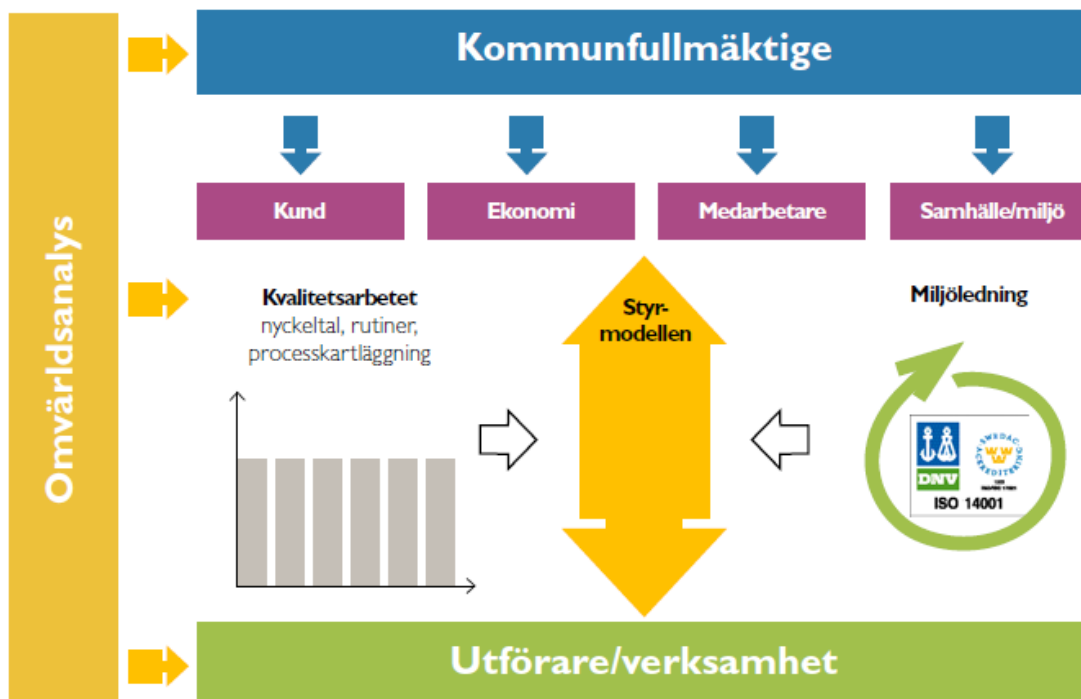 Omvärldsanalys
Kommunfullmäktige
Kund
Ekonomi
Medarbetare
Samhälle/miljö
Kvalitetsarbetet
nyckeltal, rutiner,
processkartläggning
Styr-
modellen
Miljöledning
DNV
SWEDAC
ACKREDITERING
ISO 14001
Utförare/verksamhet